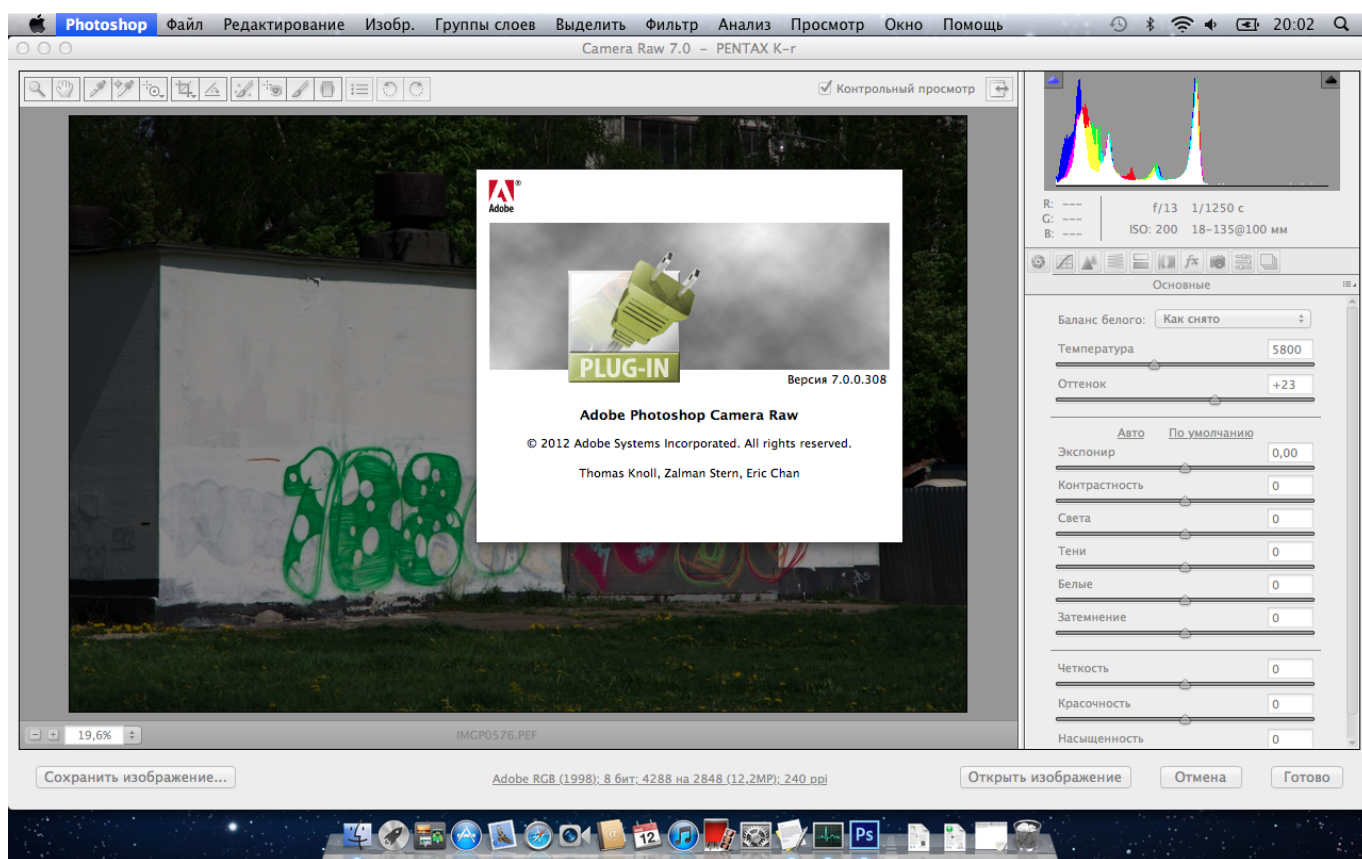 Photoshop Файл Редактирование Изобр. Группы слоев Выделить Фильтр Анализ Просмотр Окно Помощь 20:02
Camera Raw 7.0 – PENTAX K-r
Контрольный просмотр
Adobe®
PLUG-IN
Версия 7.0.0.308
Adobe Photoshop Camera Raw
© 2012 Adobe Systems Incorporated. All rights reserved.
Thomas Knoll, Zalman Stern, Eric Chan
R: ---
G: ---
B: ---
f/13 1/1250 с
ISO: 200 18-135@100 мм
fx
Основные
Баланс белого: Как снято
Температура 5800
Оттенок +23
Авто По умолчанию
Экспонир 0,00
Контрастность 0
Света 0
Тени 0
Белые 0
Затемнение 0
Четкость 0
Красочность 0
Насыщенность 0
19,6% IMGP0576.PEF
Сохранить изображение... Adobe RGB (1998); 8 бит; 4288 на 2848 (12,2MP); 240 ppi Открыть изображение Отмена Готово
12 Ps